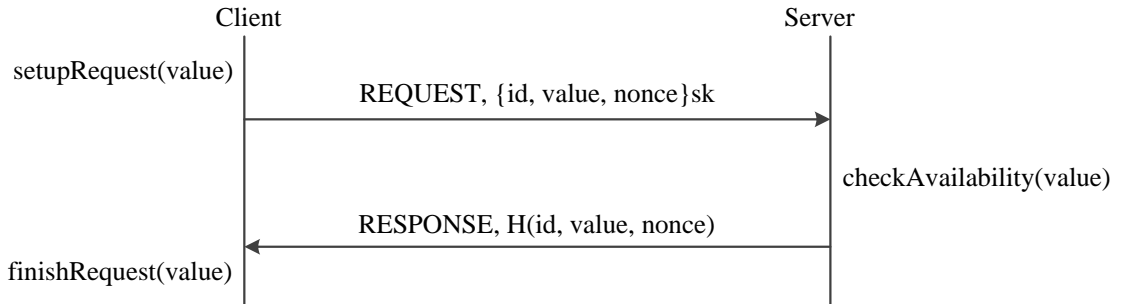 Client
Server
setupRequest(value)
REQUEST, {id, value, nonce}sk
checkAvailability(value)
RESPONSE, H(id, value, nonce)
finishRequest(value)